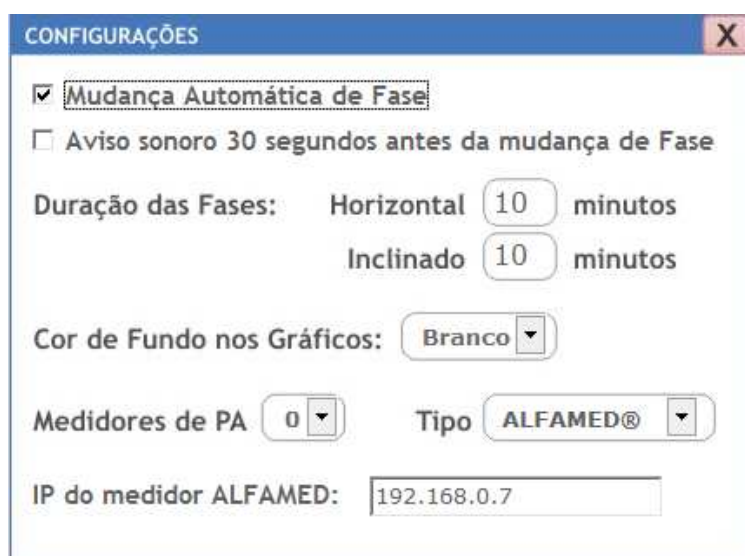 CONFIGURAÇÕES X
Mudança Automática de Fase
Aviso sonoro 30 segundos antes da mudança de Fase
Duração das Fases: Horizontal 10 minutos
Inclinado 10 minutos
Cor de Fundo nos Gráficos: Branco
Medidores de PA 0 Tipo ALFAMED®
IP do medidor ALFAMED: 192.168.0.7